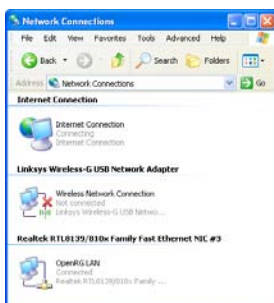 Network Connections
File Edit View Favorites Tools Advanced Help
Back Search Folders
Address Network Connections Go
Internet Connection
Internet Connection
Connecting
Internet Connection
Linksys Wireless-G USB Network Adapter
Wireless Network Connection
Not connected
Linksys Wireless-G USB Netwo...
Realtek RTL8139/810x Family Fast Ethernet NIC #3
OpenRG LAN
Connected
Realtek RTL8139/810x Family ...